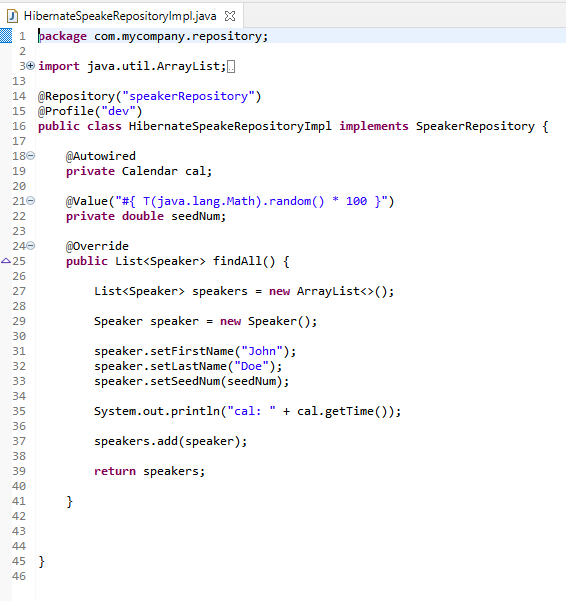 HibernateSpeakeRepositoryImpl.java
1 package com.mycompany.repository;
2
3 import java.util.ArrayList;
13
14 @Repository("speakerRepository")
15 @Profile("dev")
16 public class HibernateSpeakeRepositoryImpl implements SpeakerRepository {
17
18 @Autowired
19 private Calendar cal;
20
21 @Value("#{ T(java.lang.Math).random() * 100 }")
22 private double seedNum;
23
24 @Override
25 public List<Speaker> findAll() {
26
27 List<Speaker> speakers = new ArrayList<>();
28
29 Speaker speaker = new Speaker();
30
31 speaker.setFirstName("John");
32 speaker.setLastName("Doe");
33 speaker.setSeedNum(seedNum);
34
35 System.out.println("cal: " + cal.getTime());
36
37 speakers.add(speaker);
38
39 return speakers;
40
41 }
42
43
44
45 }
46